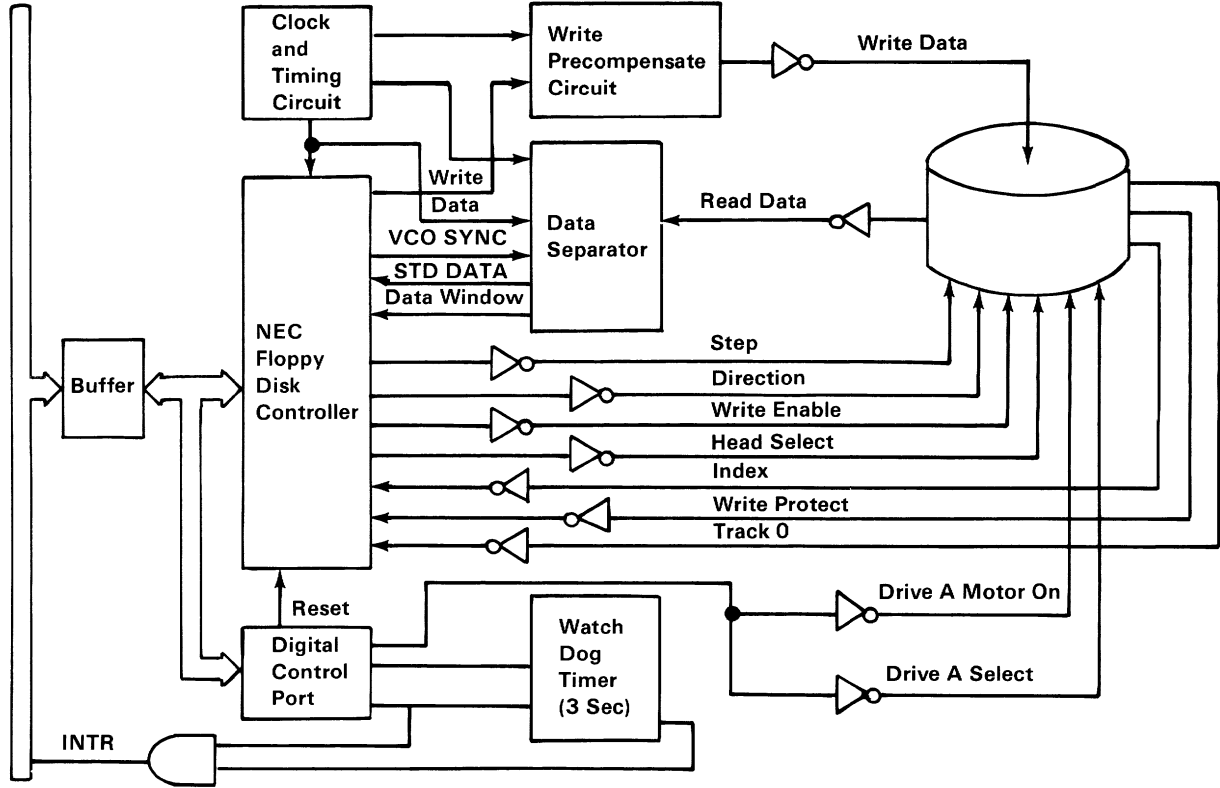 Clock
and
Timing
Circuit
Write
Precompensate
Circuit
Write Data
Write
Data
VCO SYNC
STD DATA
Data Window
Data
Separator
Read Data
NEC
Floppy
Disk
Controller
Buffer
Step
Direction
Write Enable
Head Select
Index
Write Protect
Track 0
Reset
Digital
Control
Port
Watch
Dog
Timer
(3 Sec)
Drive A Motor On
Drive A Select
INTR